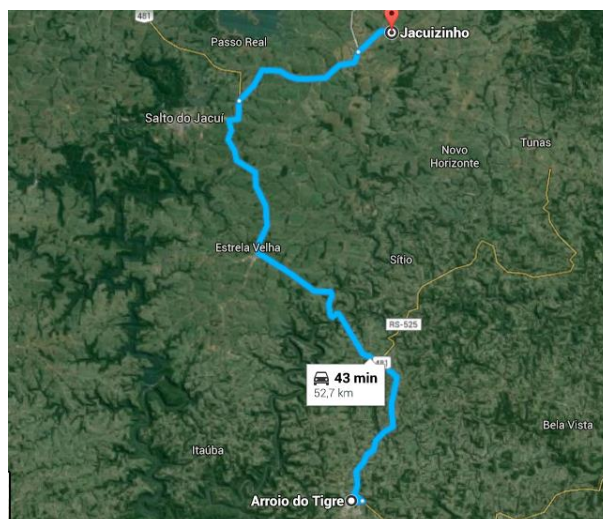 481
Jacuizinho
Passo Real
Salto do Jacuí
Tunas
Novo
Horizonte
Estrela Velha
Sítio
RS-525
481
43 min
52,7 km
Bela Vista
Itaúba
Arroio do Tigre